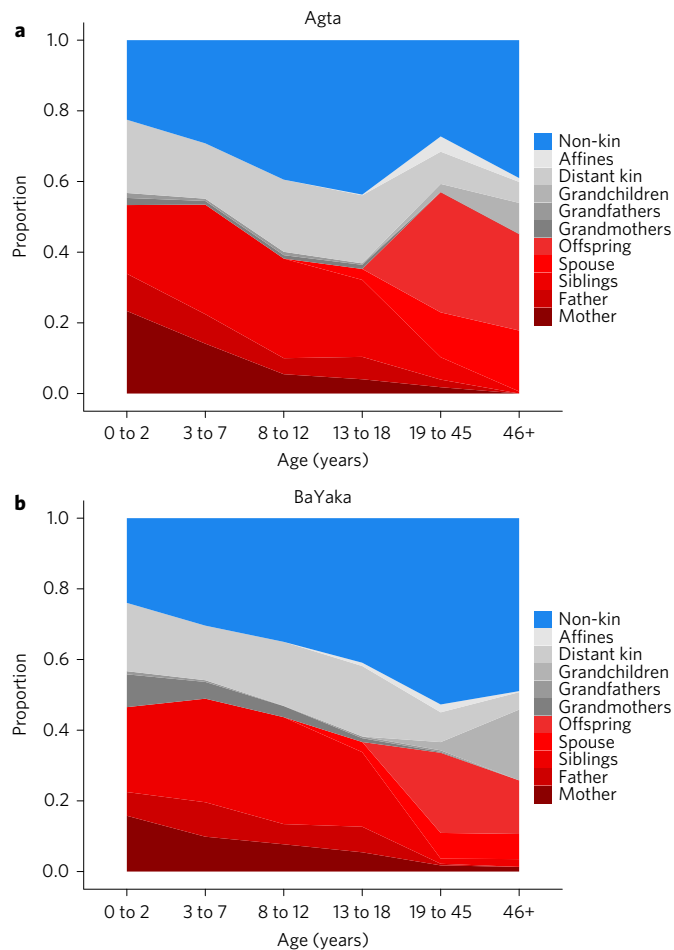 a
Agta
1.0
0.8
0.6
0.4
0.2
0.0
Proportion
0 to 2 3 to 7 8 to 12 13 to 18 19 to 45 46+
Age (years)
Non-kin
Affines
Distant kin
Grandchildren
Grandfathers
Grandmothers
Offspring
Spouse
Siblings
Father
Mother
b
BaYaka
1.0
0.8
0.6
0.4
0.2
0.0
Proportion
0 to 2 3 to 7 8 to 12 13 to 18 19 to 45 46+
Age (years)
Non-kin
Affines
Distant kin
Grandchildren
Grandfathers
Grandmothers
Offspring
Spouse
Siblings
Father
Mother